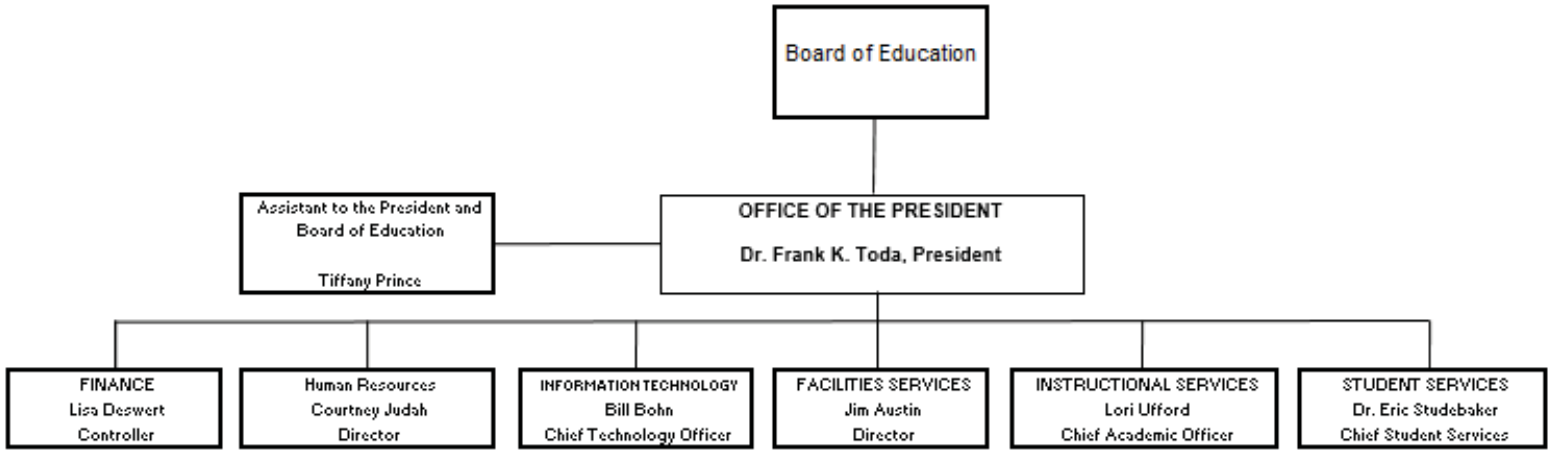 Board of Education
Assistant to the President and
Board of Education
Tiffany Prince
OFFICE OF THE PRESIDENT
Dr. Frank K. Toda, President
FINANCE
Lisa Deswert
Controller
Human Resources
Courtney Judah
Director
INFORMATION TECHNOLOGY
Bill Bohn
Chief Technology Officer
FACILITIES SERVICES
Jim Austin
Director
INSTRUCTIONAL SERVICES
Lori Ufford
Chief Academic Officer
STUDENT SERVICES
Dr. Eric Studebaker
Chief Student Services